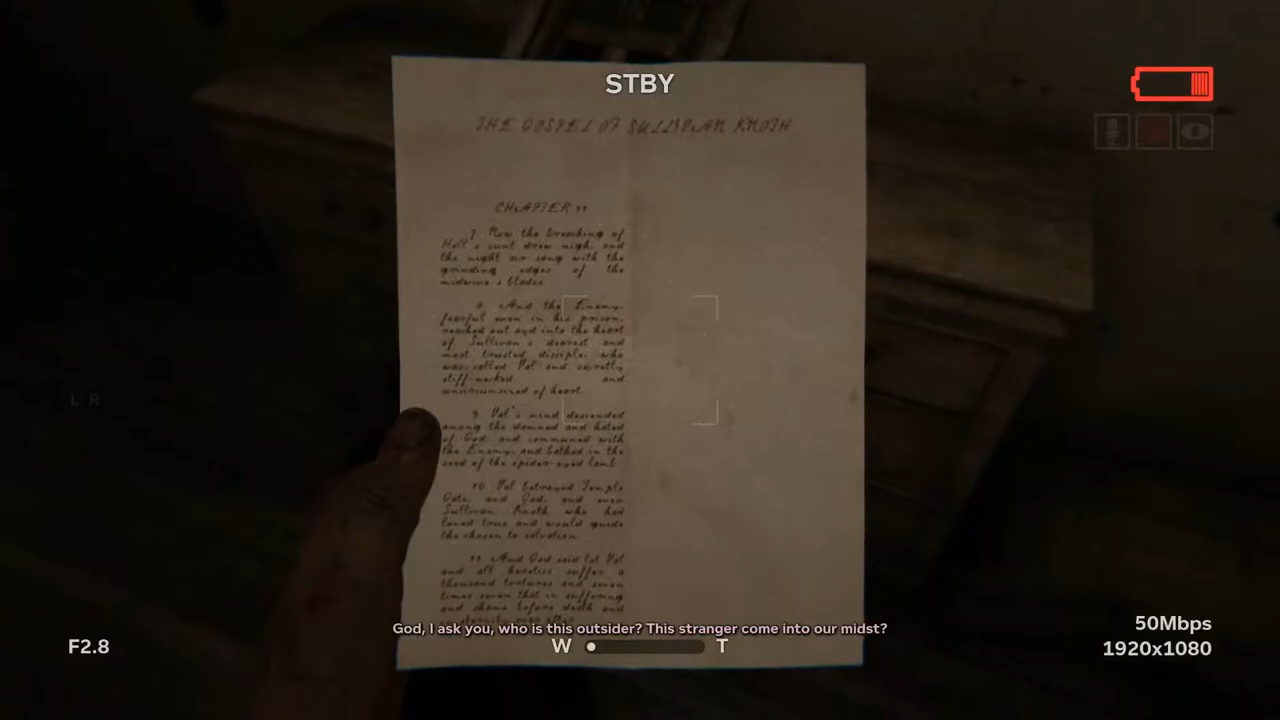 STBY
THE GOSPEL OF SULLIVAN KNOTH
CHAPTER 11
7. Now the breaching of
Hell's cunt drew nigh, and
the night air sang with the
grinding edges of the
midwive's blades.
8. And the Enemy,
fearful even in his prison,
reached out and into the heart
of Sullivan's dearest and
most trusted disciple, who
was called Val and secretly
stiff-necked and
uncircumcised of heart.
9. Val's mind descended
among the damned and hated
of God, and communed with
the Enemy, and bathed in the
seed of the spider-eyed lamb.
10. Val betrayed Temple
Gate, and God, and even
Sullivan Knoth who had
loved true and would guide
the chosen to salvation.
11. And God said let Val
and all heretics suffer a
thousand tortures and seven
times seven that in suffering
and shame before death and
God, I ask you, who is this outsider? This stranger come into our midst?
W T
F2.8
50Mbps
1920x1080